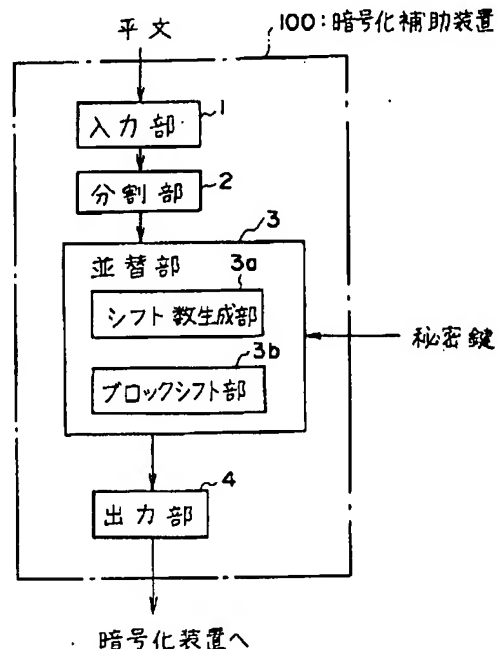 100:暗号化補助装置
平文
1
入力部
分割部
2
3
並替部
3a
シフト数生成部
秘密鍵
3b
ブロックシフト部
4
出力部
暗号化装置へ